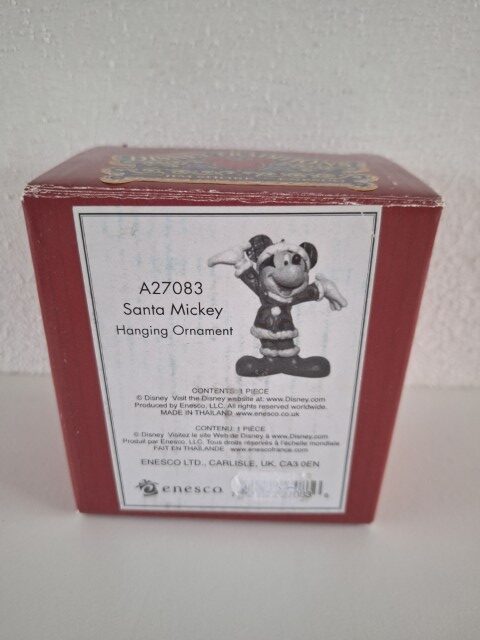 A27083
Santa Mickey
Hanging Ornament
CONTENTS: 1 PIECE
© Disney Visit the Disney website at: www.Disney.com
Produced by Enesco, LLC. All rights reserved worldwide.
MADE IN THAILAND www.enesco.co.uk
CONTENU: 1 PIÈCE
© Disney Visitez le site Web de Disney à www.Disney.com
Produit par Enesco, LLC. Tous droits réservés à l'échelle mondiale.
FAIT EN THAÏLANDE www.enescofrance.com
ENESCO LTD., CARLISLE, UK, CA3 0EN
enesco